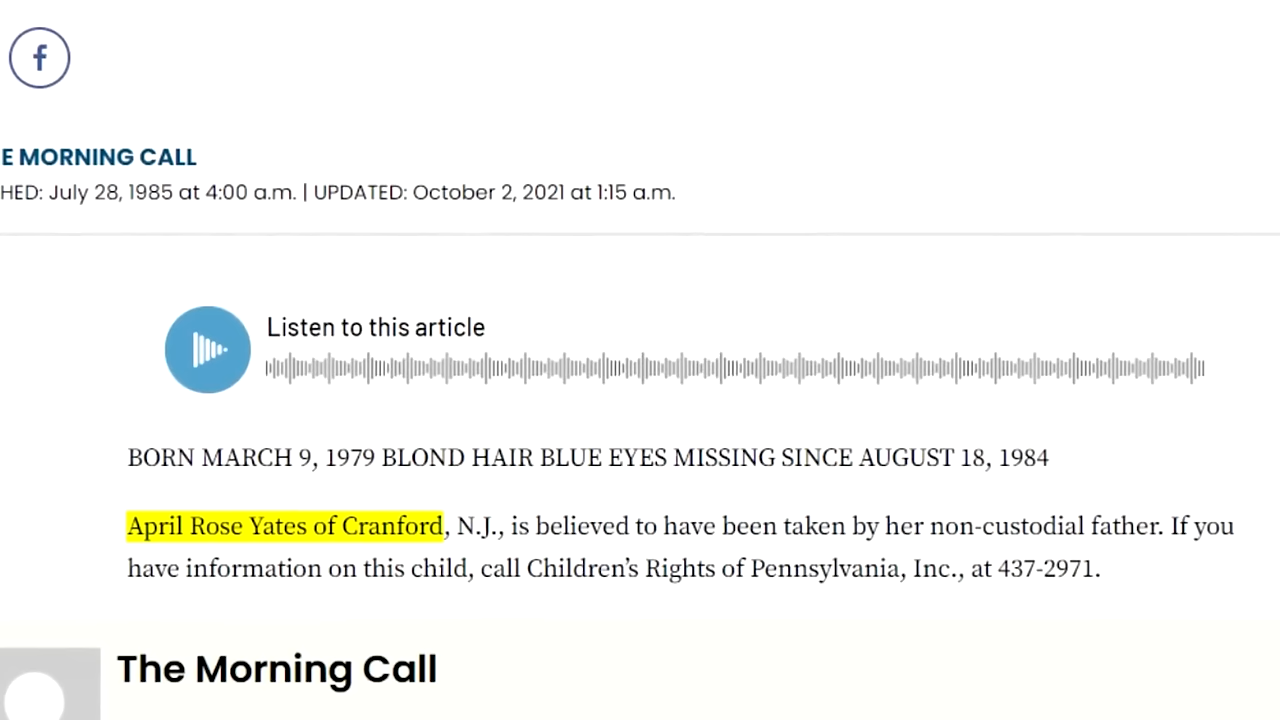 f
E MORNING CALL
HED: July 28, 1985 at 4:00 a.m. | UPDATED: October 2, 2021 at 1:15 a.m.
Listen to this article
BORN MARCH 9, 1979 BLOND HAIR BLUE EYES MISSING SINCE AUGUST 18, 1984
April Rose Yates of Cranford, N.J., is believed to have been taken by her non-custodial father. If you
have information on this child, call Children’s Rights of Pennsylvania, Inc., at 437-2971.
The Morning Call